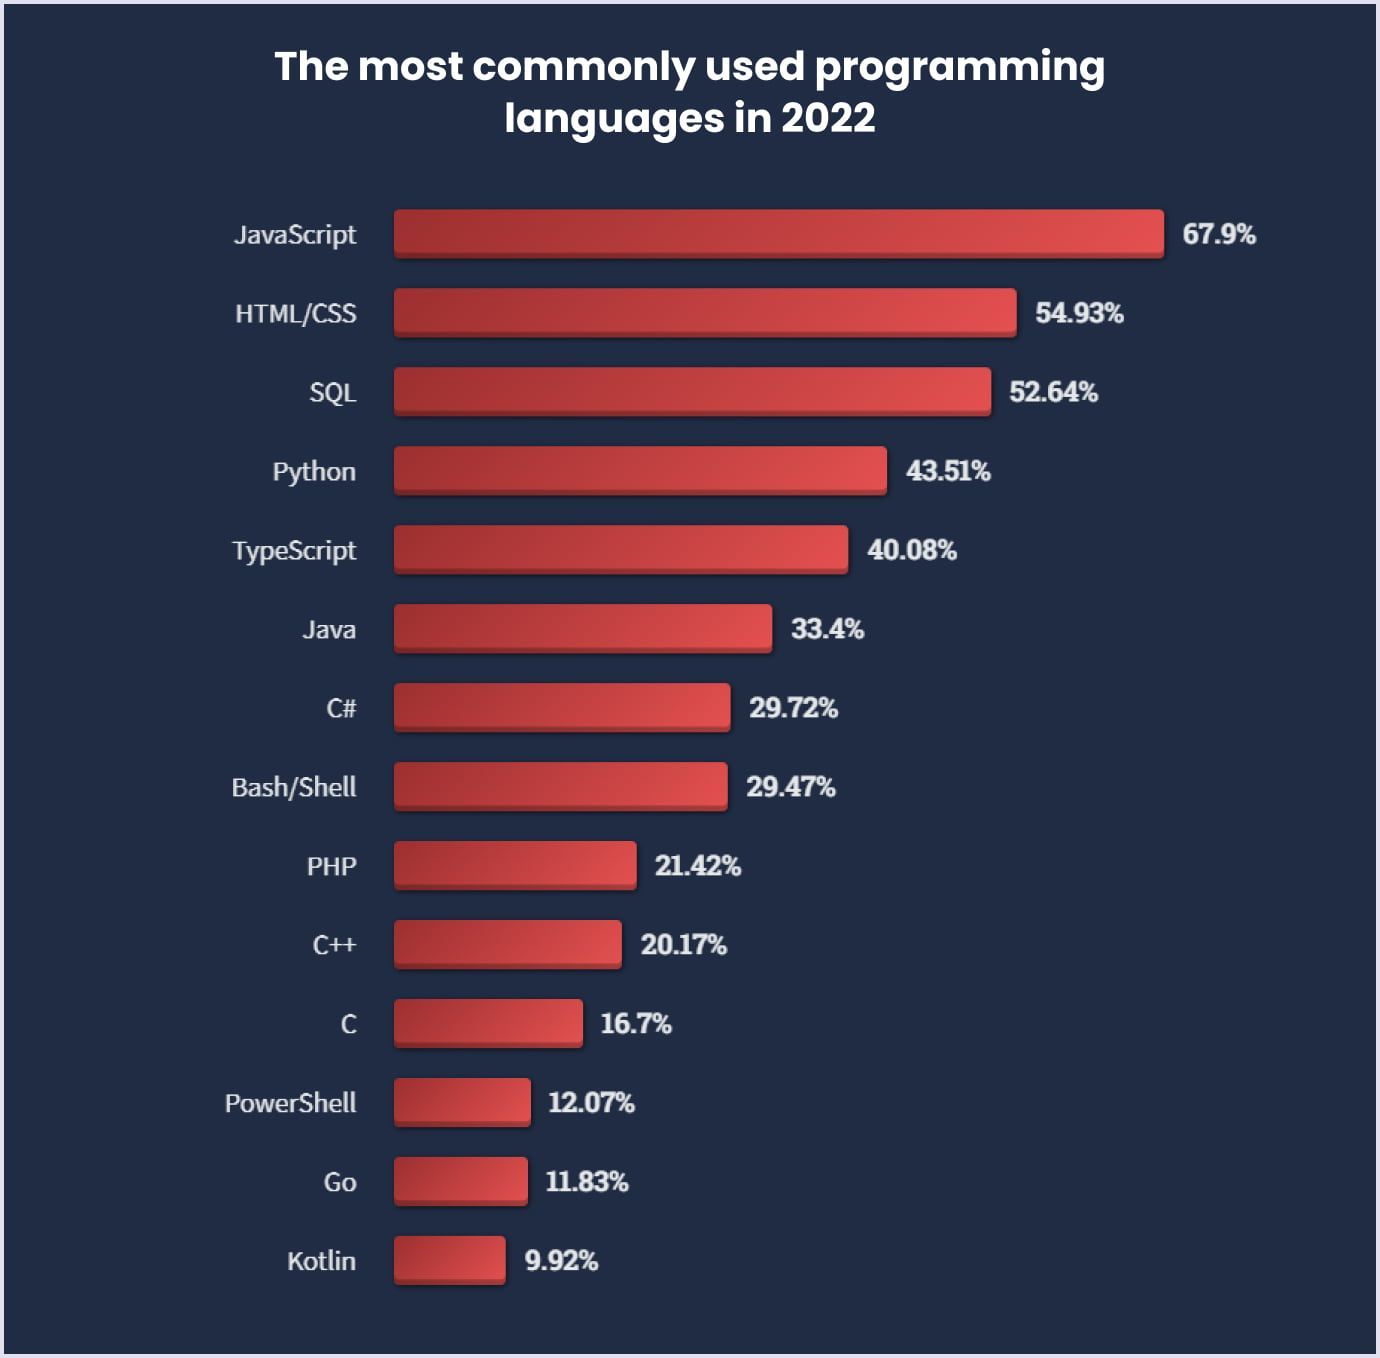 The most commonly used programming
languages in 2022
JavaScript 67.9%
HTML/CSS 54.93%
SQL 52.64%
Python 43.51%
TypeScript 40.08%
Java 33.4%
C# 29.72%
Bash/Shell 29.47%
PHP 21.42%
C++ 20.17%
C 16.7%
PowerShell 12.07%
Go 11.83%
Kotlin 9.92%